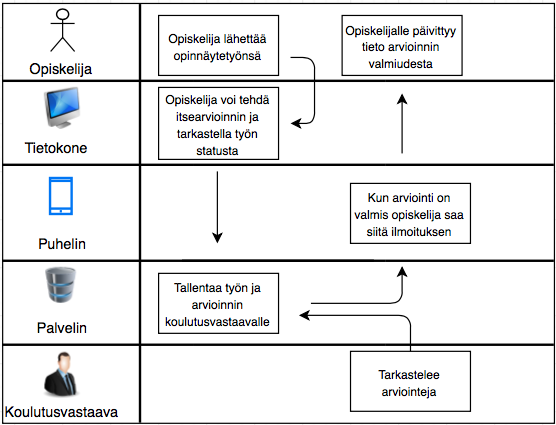 Opiskelija
Opiskelija lähettää
opinnäytetyönsä
Opiskelijalle päivittyy
tieto arvioinnin
valmiudesta
Tietokone
Opiskelija voi tehdä
itsearvioinnin ja
tarkastella työn
statusta
Puhelin
Kun arviointi on
valmis opiskelija saa
siitä ilmoituksen
Palvelin
Tallentaa työn ja
arvioinnin
koulutusvastaavalle
Koulutusvastaava
Tarkastelee
arviointeja